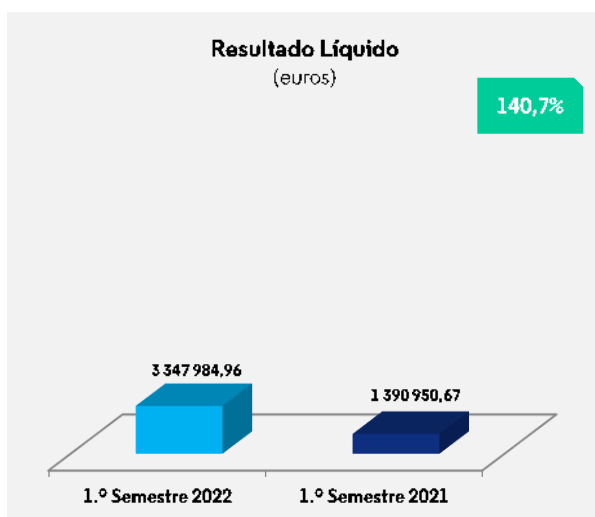 Resultado Líquido
(euros)
140,7%
3 347 984,96
1 390 950,67
1.º Semestre 2022
1.º Semestre 2021